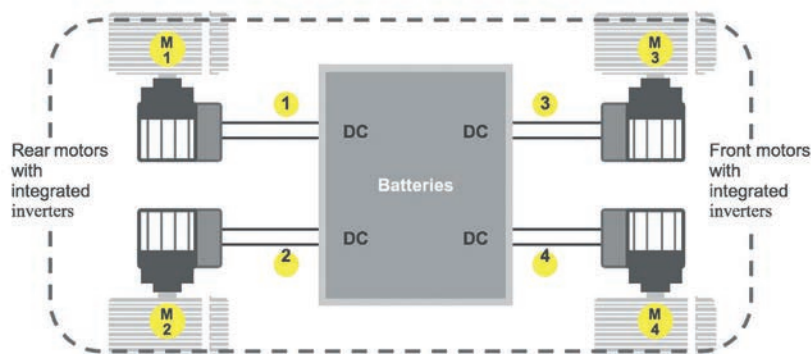 M
1
M
3
1
3
DC
DC
Rear motors
with
integrated
inverters
Batteries
Front motors
with
integrated
inverters
DC
DC
2
4
M
2
M
4